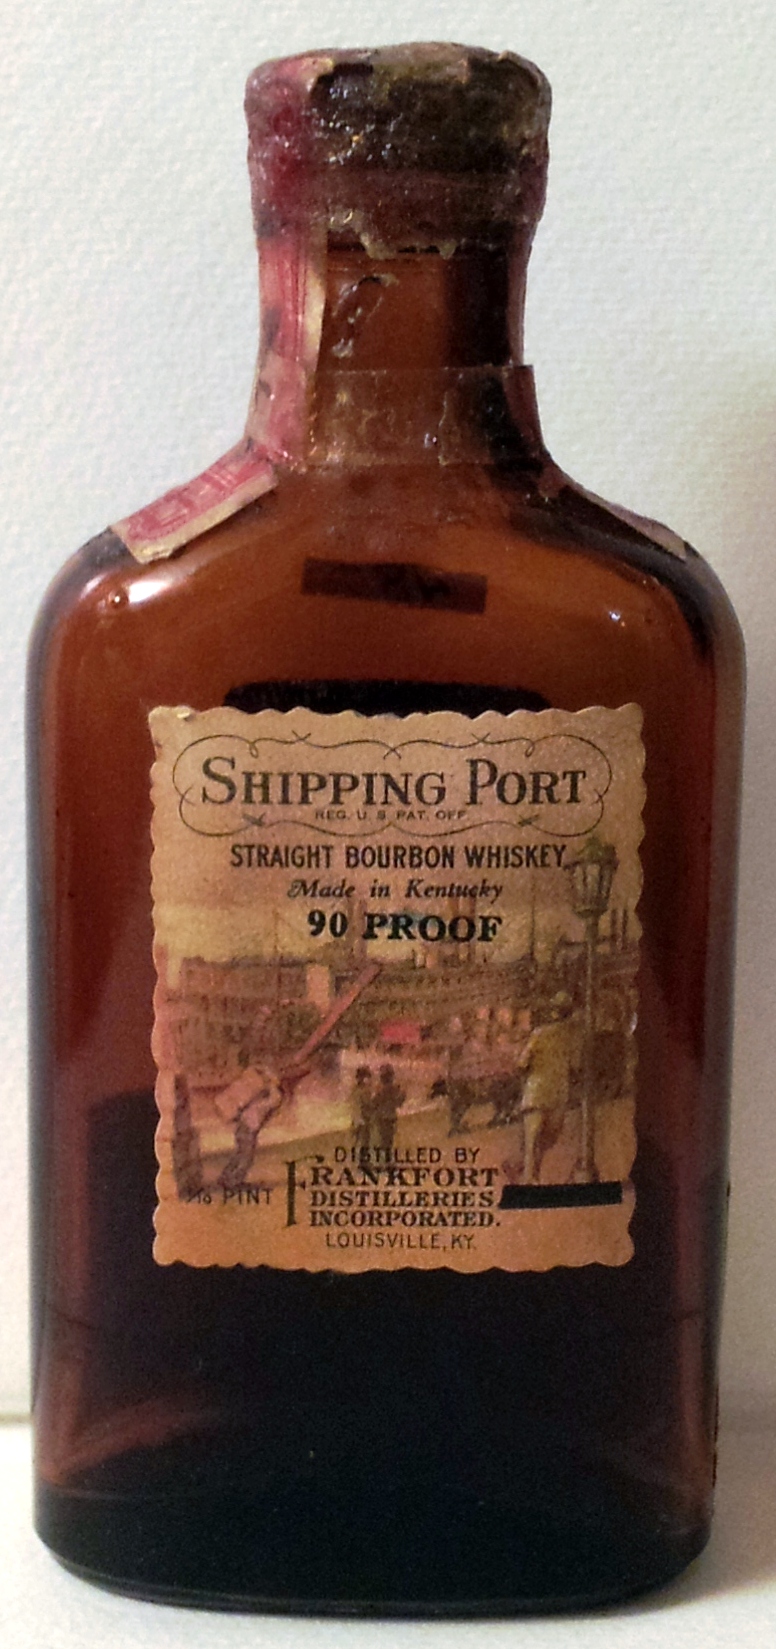 SHIPPING PORT
REG. U S PAT. OFF
STRAIGHT BOURBON WHISKEY
Made in Kentucky
90 PROOF
DISTILLED BY
FRANKFORT
PINT DISTILLERIES
INCORPORATED.
LOUISVILLE, KY.